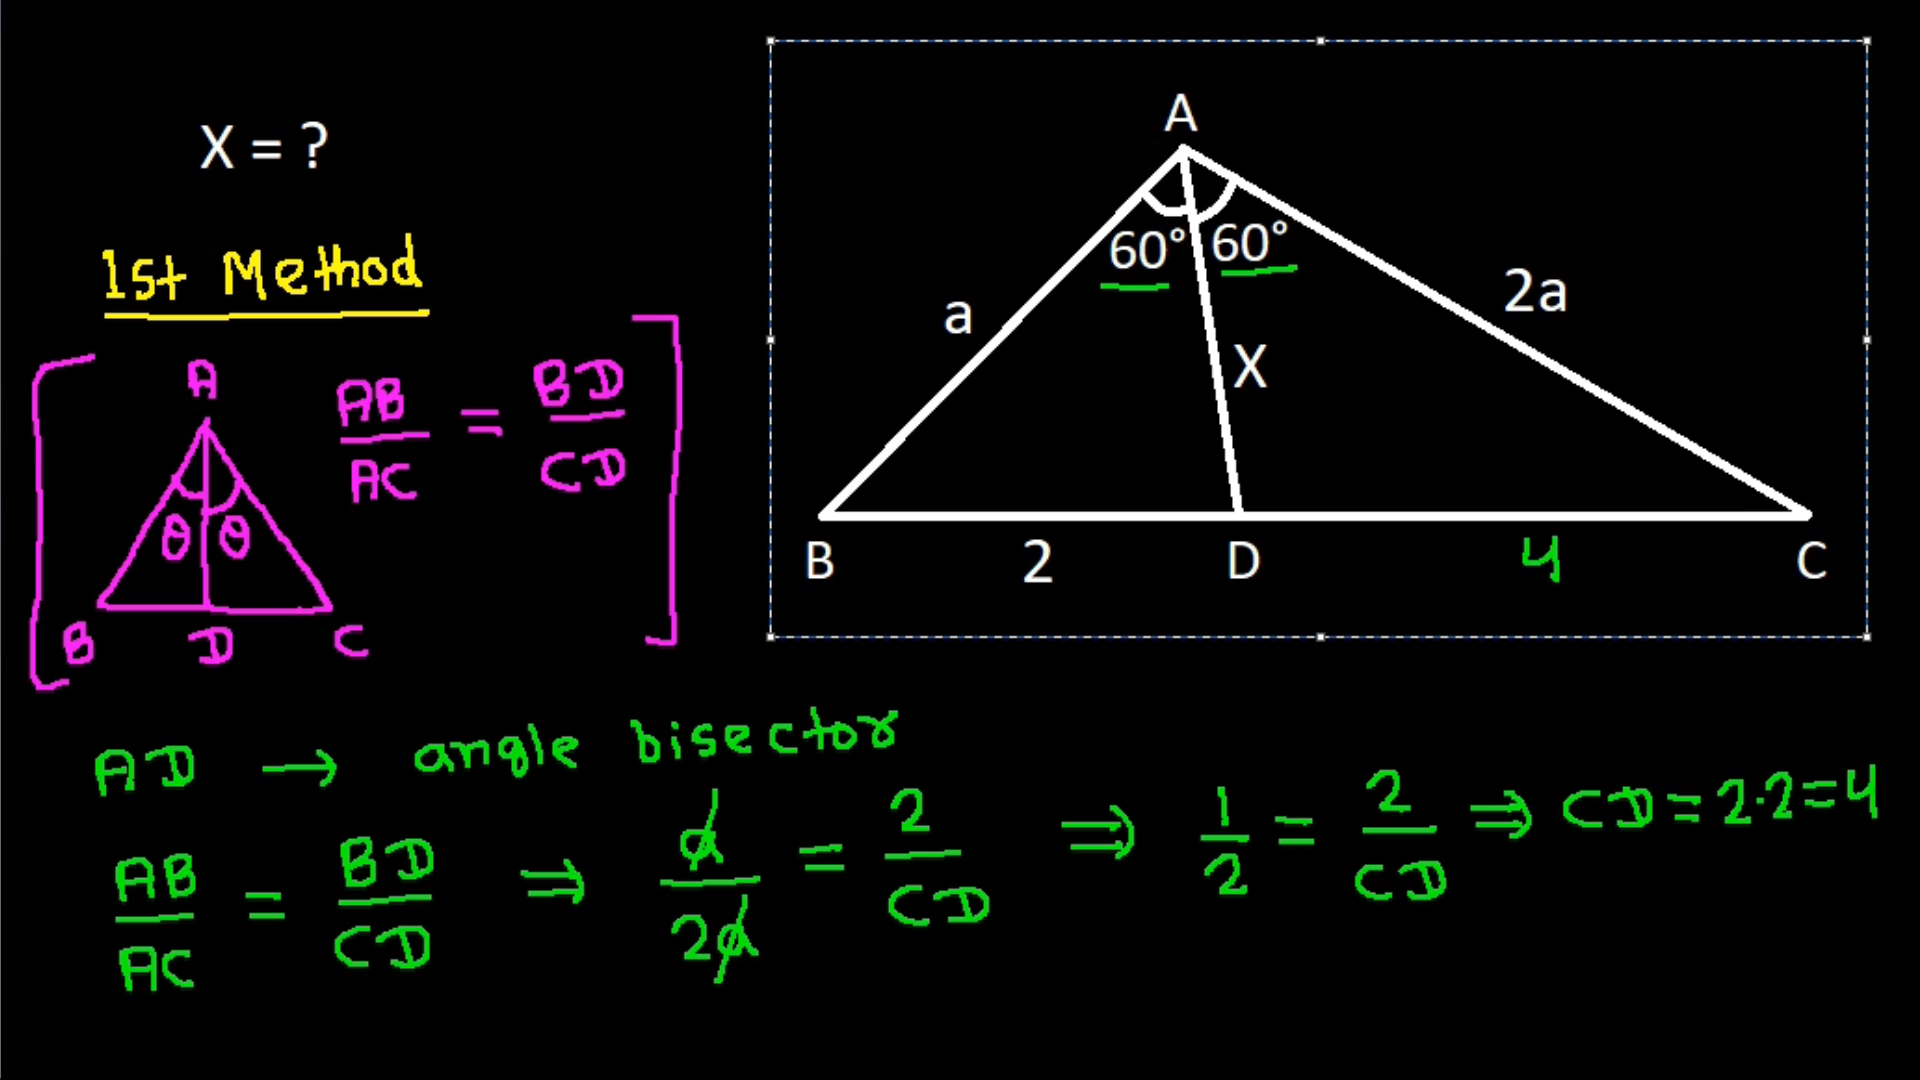 X = ?
1st Method
A
AB/AC = BD/CD
θ θ
B D C
A
60° 60°
a
2a
X
B 2 D 4 C
AD → angle bisector
AB/AC = BD/CD ⇒ a/2a = 2/CD ⇒ 1/2 = 2/CD ⇒ CD = 2·2 = 4